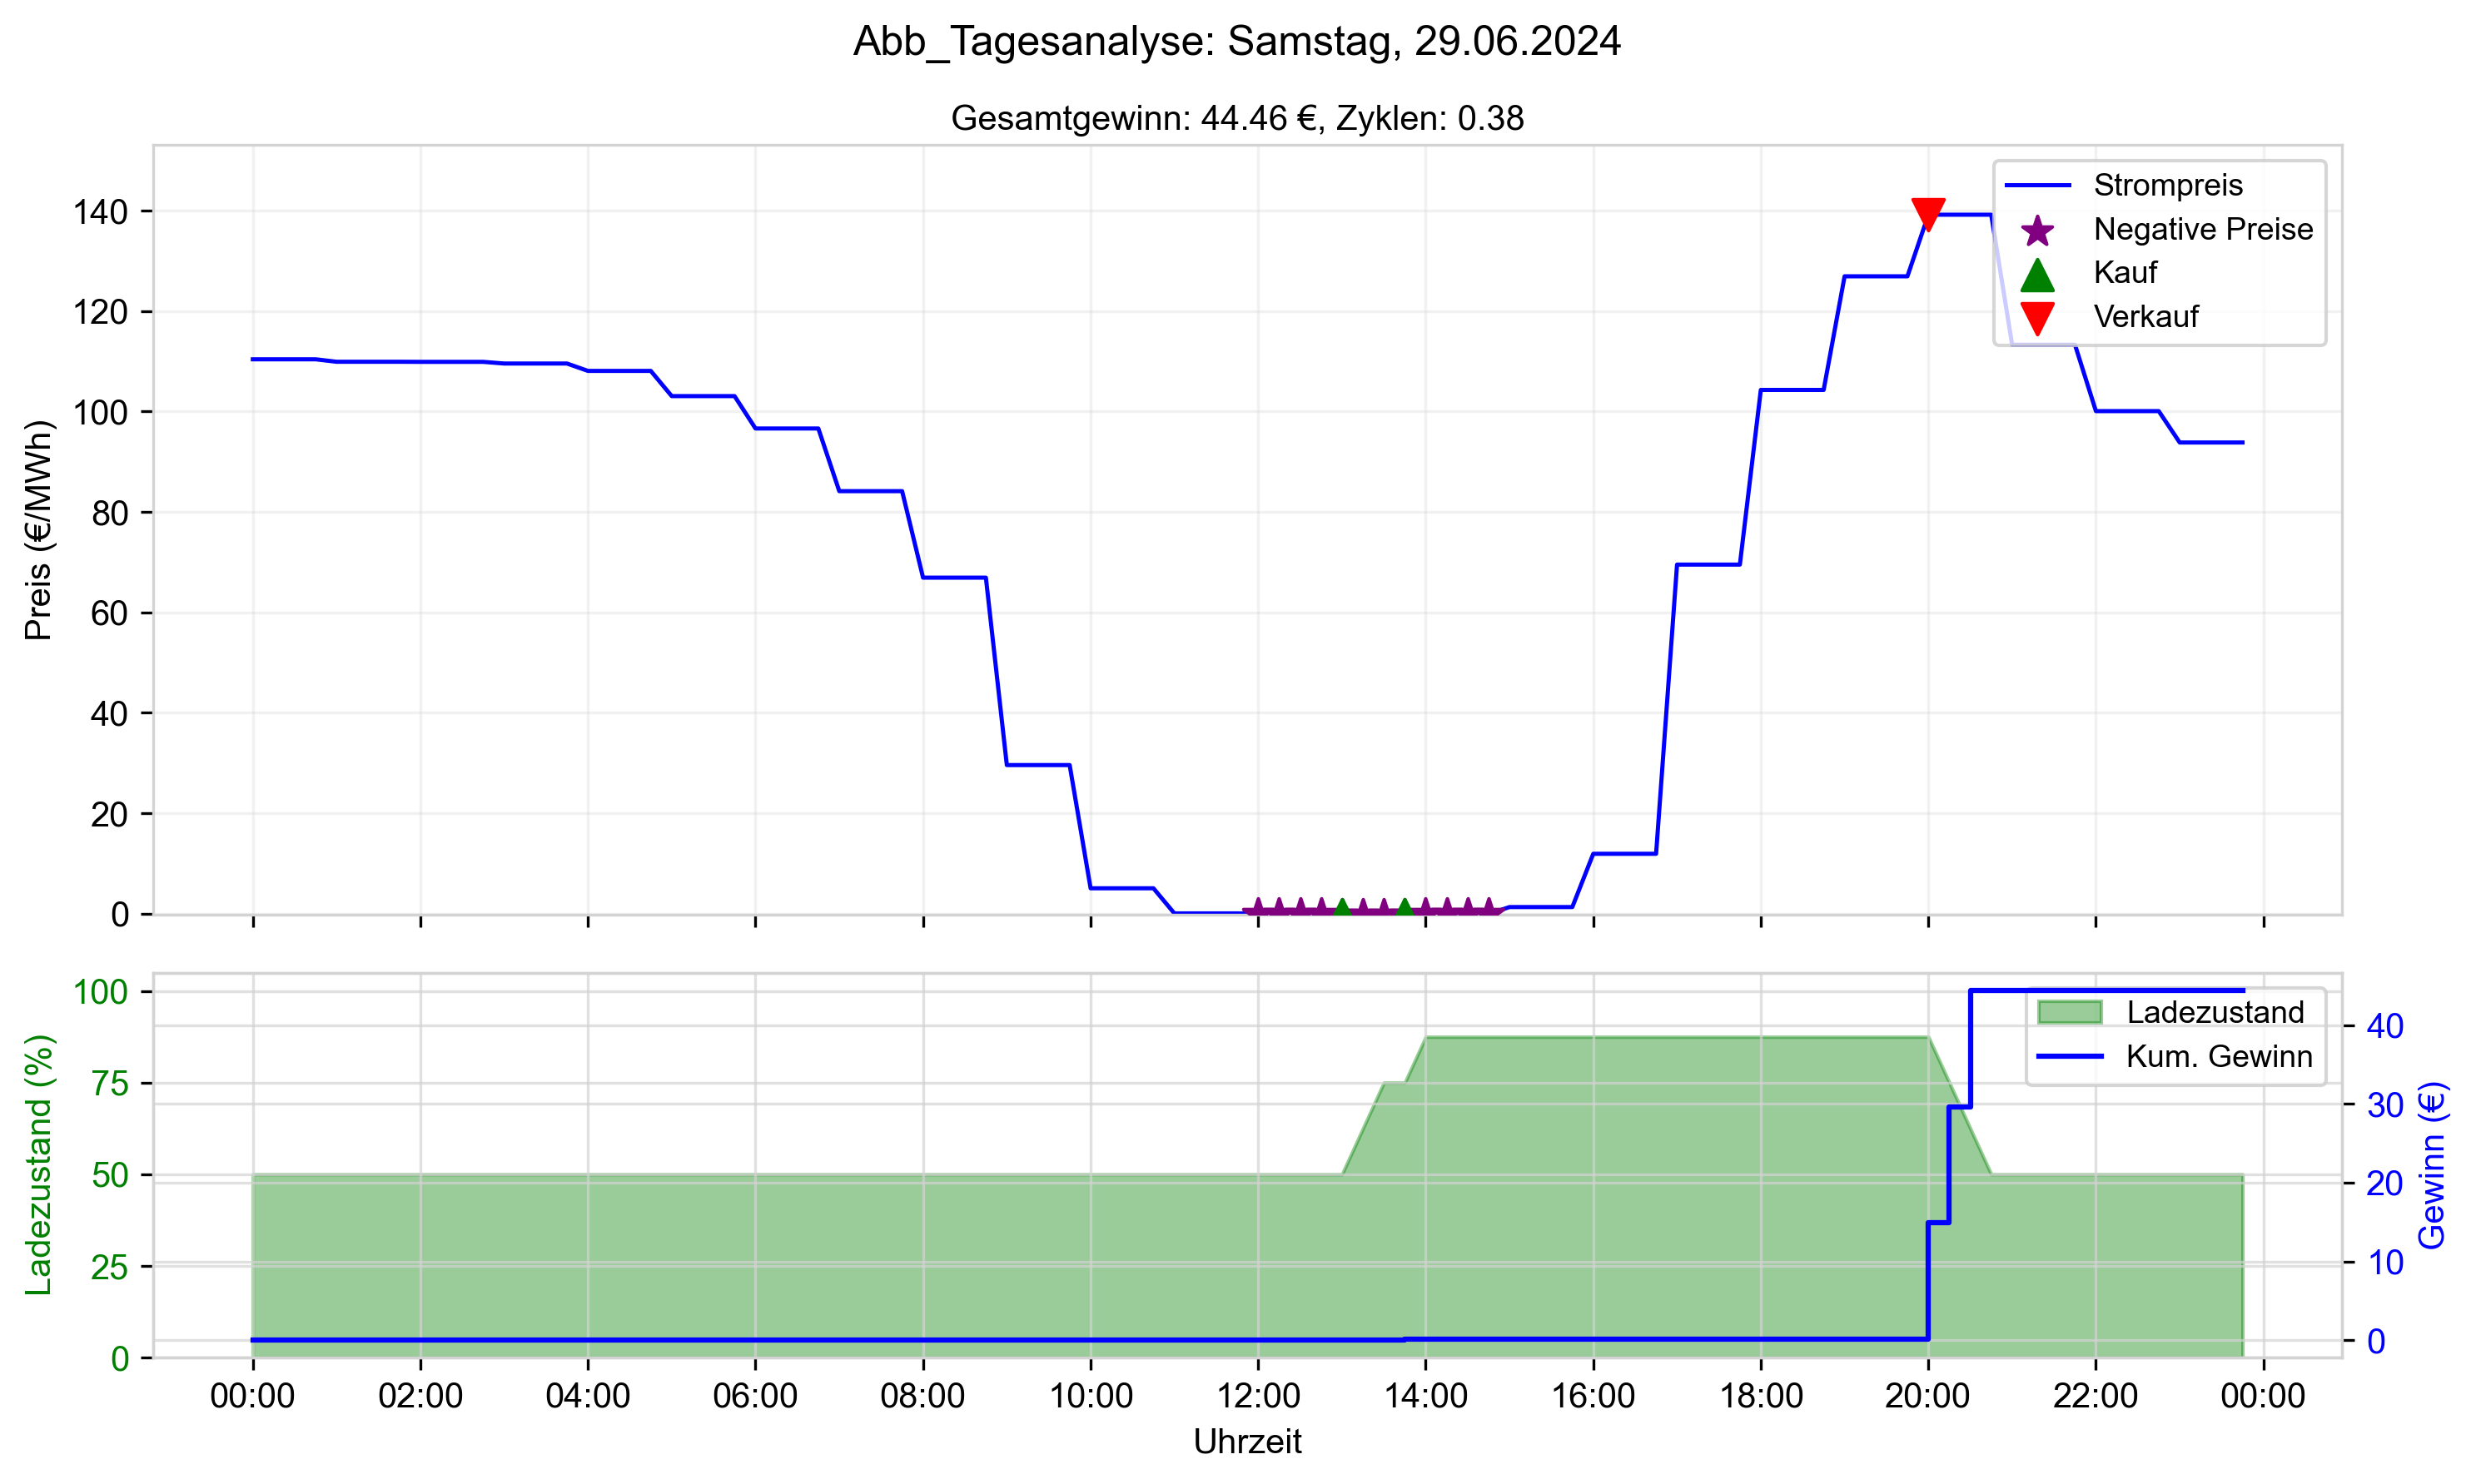 Abb_Tagesanalyse: Samstag, 29.06.2024
Gesamtgewinn: 44.46 €, Zyklen: 0.38
Preis (€/MWh)
140
120
100
80
60
40
20
0
Strompreis
Negative Preise
Kauf
Verkauf
Ladezustand (%)
100
75
50
25
0
Ladezustand
Kum. Gewinn
40
30
20
10
0
Gewinn (€)
00:00 02:00 04:00 06:00 08:00 10:00 12:00 14:00 16:00 18:00 20:00 22:00 00:00
Uhrzeit